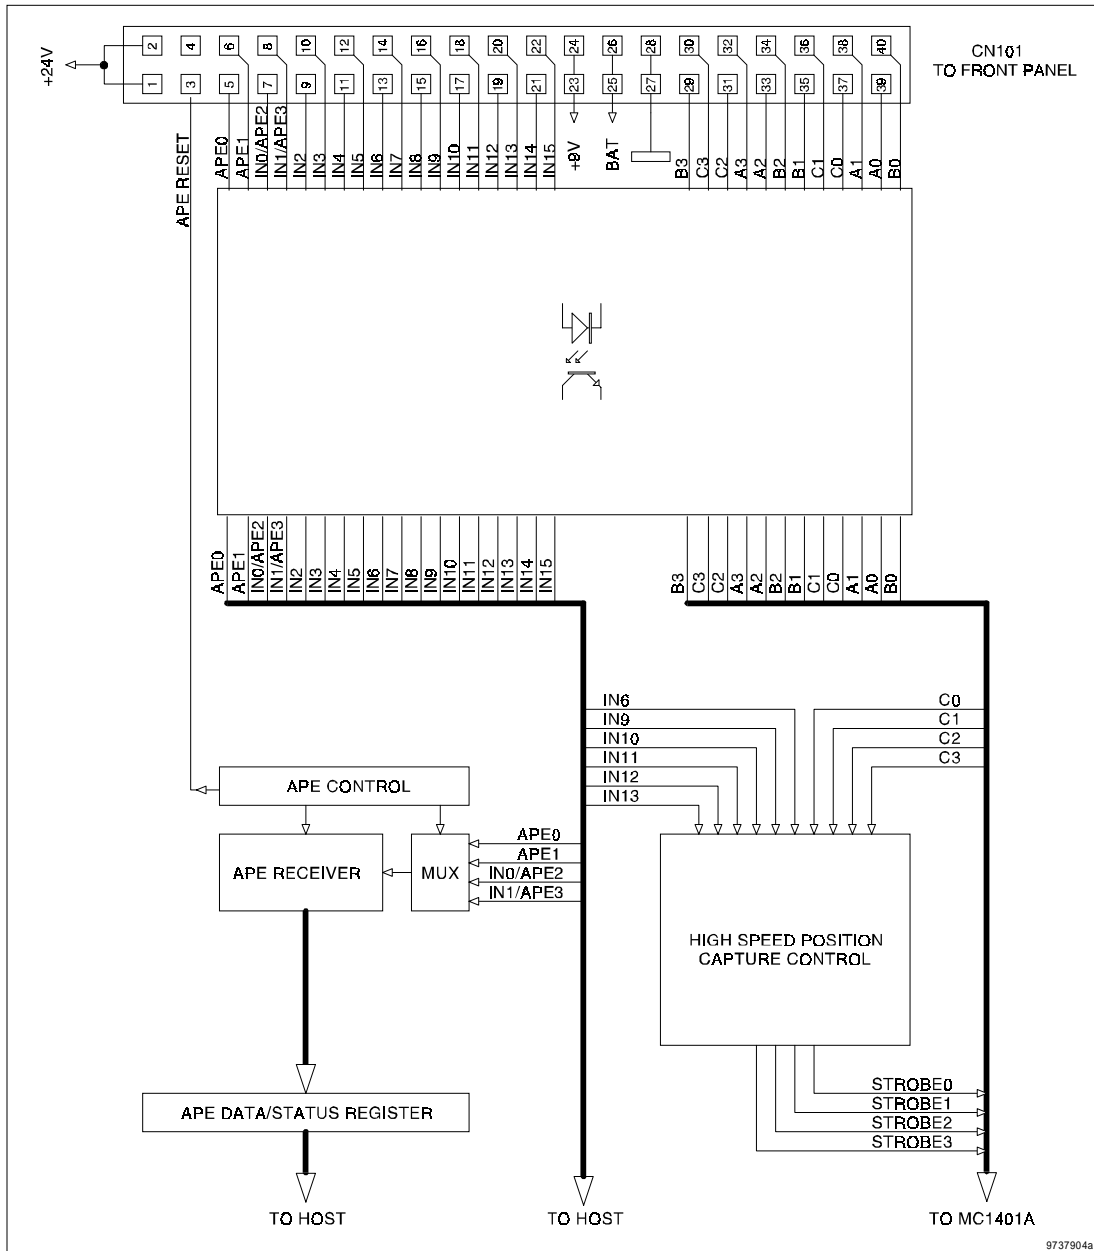 2 4 6 8 10 12 14 16 18 20 22 24 26 28 30 32 34 36 38 40
1 3 5 7 9 11 13 15 17 19 21 23 25 27 29 31 33 35 37 39
CN101
TO FRONT PANEL
+24V
APE RESET
APE0
APE1
IN0/APE2
IN1/APE3
IN2
IN3
IN4
IN5
IN6
IN7
IN8
IN9
IN10
IN11
IN12
IN13
IN14
IN15
+9V
BAT
B3
C3
C2
A3
A2
B2
B1
C1
C0
A1
A0
B0
APE0
APE1
IN0/APE2
IN1/APE3
IN2
IN3
IN4
IN5
IN6
IN7
IN8
IN9
IN10
IN11
IN12
IN13
IN14
IN15
B3
C3
C2
A3
A2
B2
B1
C1
C0
A1
A0
B0
IN6
IN9
IN10
IN11
IN12
IN13
C0
C1
C2
C3
APE CONTROL
APE RECEIVER
MUX
APE0
APE1
IN0/APE2
IN1/APE3
HIGH SPEED POSITION
CAPTURE CONTROL
STROBE0
STROBE1
STROBE2
STROBE3
APE DATA/STATUS REGISTER
TO HOST
TO HOST
TO MC1401A
9737904a